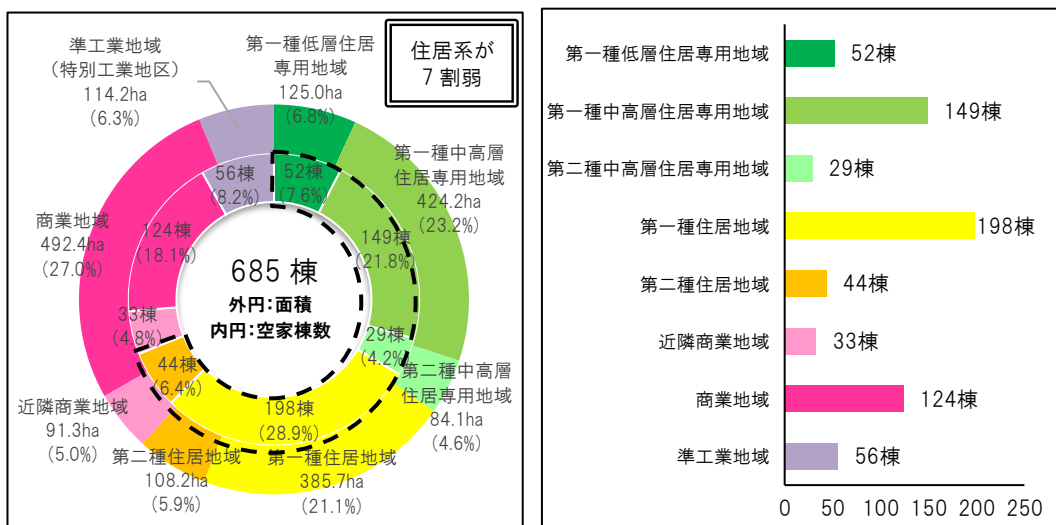 住居系が
7割弱
準工業地域
（特別工業地区）
114.2ha
(6.3%)
第一種低層住居
専用地域
125.0ha
(6.8%)
第一種中高層
住居専用地域
424.2ha
(23.2%)
商業地域
492.4ha
(27.0%)
56棟
(8.2%)
52棟
(7.6%)
124棟
(18.1%)
149棟
(21.8%)
685棟
外円：面積
内円：空家棟数
33棟
(4.8%)
29棟
(4.2%)
44棟
(6.4%)
198棟
(28.9%)
第二種中高層
住居専用地域
84.1ha
(4.6%)
近隣商業地域
91.3ha
(5.0%)
第二種住居地域
108.2ha
(5.9%)
第一種住居地域
385.7ha
(21.1%)
第一種低層住居専用地域 52棟
第一種中高層住居専用地域 149棟
第二種中高層住居専用地域 29棟
第一種住居地域 198棟
第二種住居地域 44棟
近隣商業地域 33棟
商業地域 124棟
準工業地域 56棟
0 50 100 150 200 250